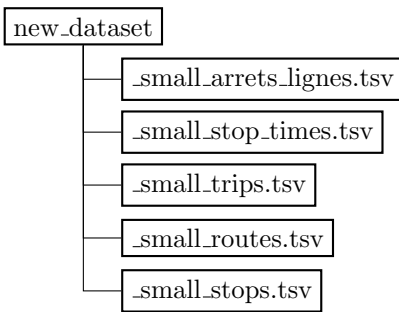 new_dataset
_small_arrets_lignes.tsv
_small_stop_times.tsv
_small_trips.tsv
_small_routes.tsv
_small_stops.tsv